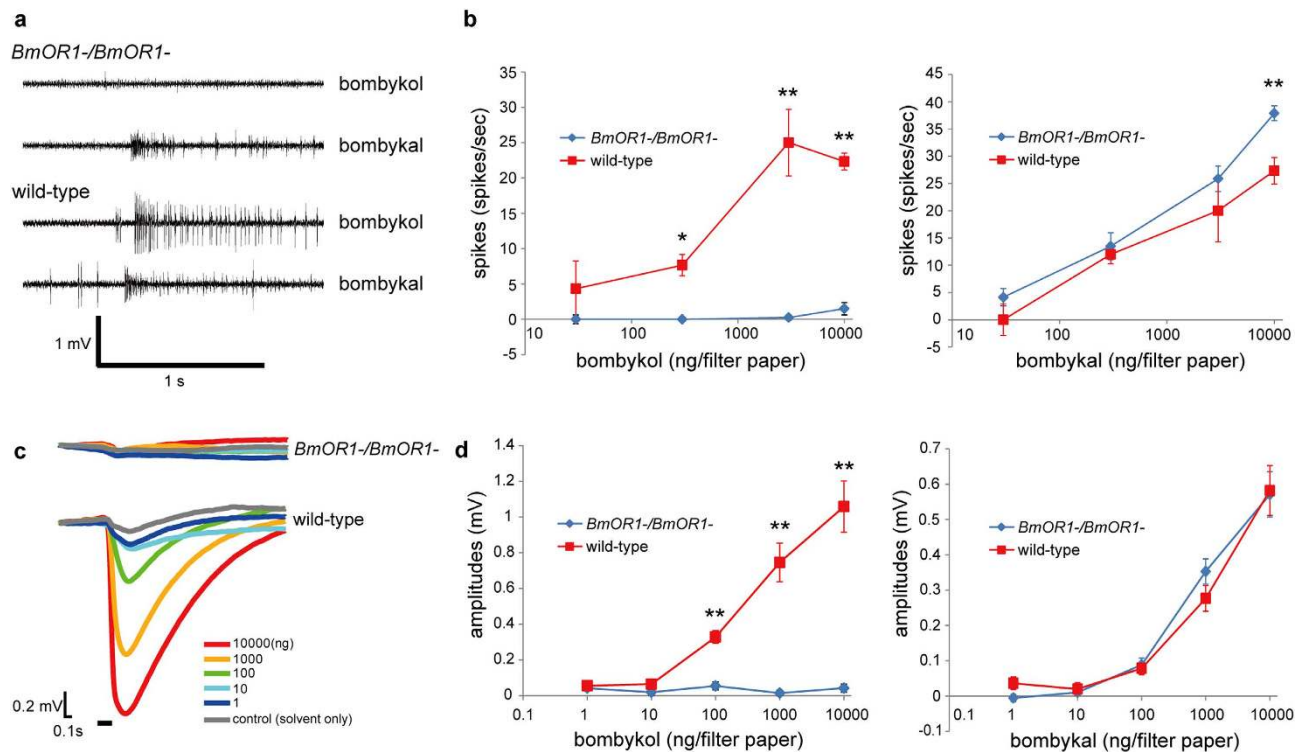 a
BmOR1-/BmOR1-
bombykol
bombykal
wild-type
bombykol
bombykal
1 mV
1 s
b
35
30
25
20
15
10
5
0
-5
spikes (spikes/sec)
BmOR1-/BmOR1-
wild-type
*
**
**
10
100
1000
10000
bombykol (ng/filter paper)
45
40
35
30
25
20
15
10
5
0
-5
spikes (spikes/sec)
BmOR1-/BmOR1-
wild-type
**
10
100
1000
10000
bombykal (ng/filter paper)
c
BmOR1-/BmOR1-
wild-type
10000(ng)
1000
100
10
1
control (solvent only)
0.2 mV
0.1s
d
1.4
1.2
1
0.8
0.6
0.4
0.2
0
amplitudes (mV)
BmOR1-/BmOR1-
wild-type
**
**
**
0.1
1
10
100
1000
10000
bombykol (ng/filter paper)
0.7
0.6
0.5
0.4
0.3
0.2
0.1
0
-0.1
amplitudes (mV)
BmOR1-/BmOR1-
wild-type
0.1
1
10
100
1000
10000
bombykal (ng/filter paper)